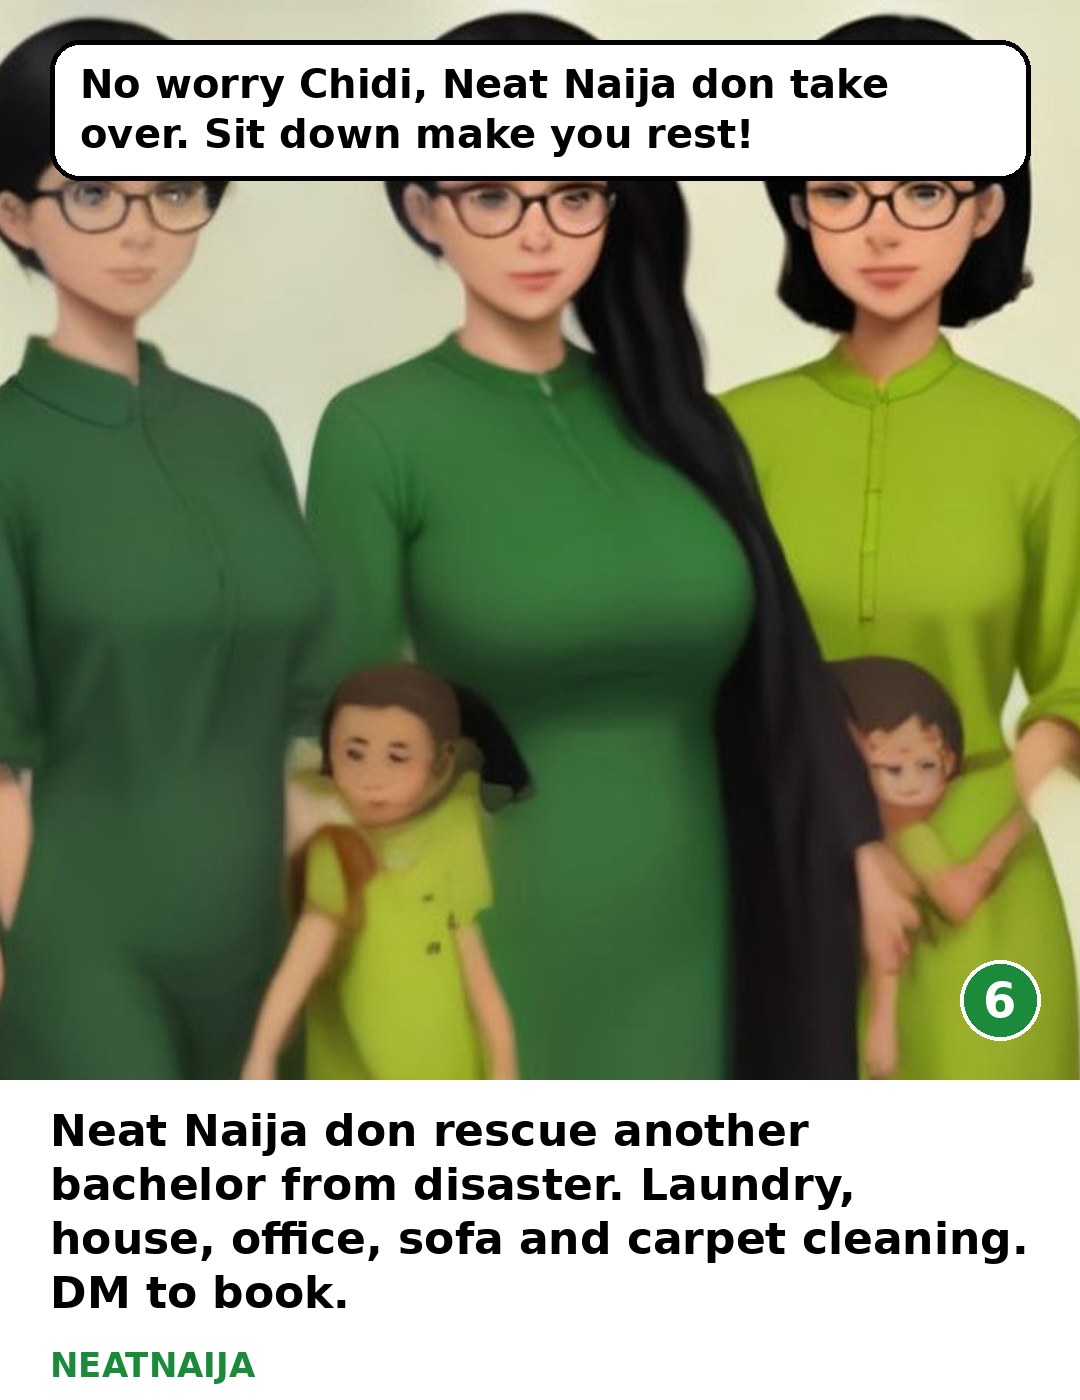 No worry Chidi, Neat Naija don take
over. Sit down make you rest!
6
Neat Naija don rescue another
bachelor from disaster. Laundry,
house, office, sofa and carpet cleaning.
DM to book.
NEATNAIJA